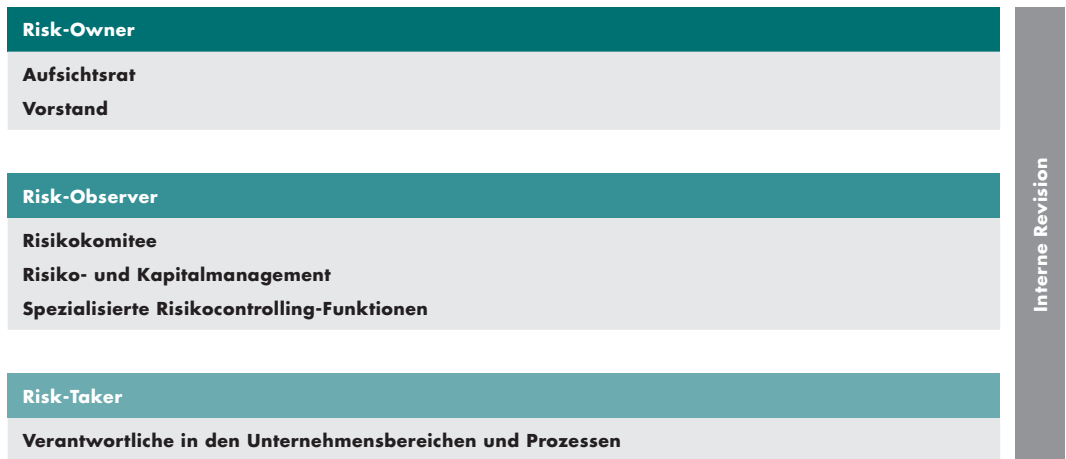 Risk-Owner
Aufsichtsrat
Vorstand
Risk-Observer
Risikokomitee
Risiko- und Kapitalmanagement
Spezialisierte Risikocontrolling-Funktionen
Risk-Taker
Verantwortliche in den Unternehmensbereichen und Prozessen
Interne Revision